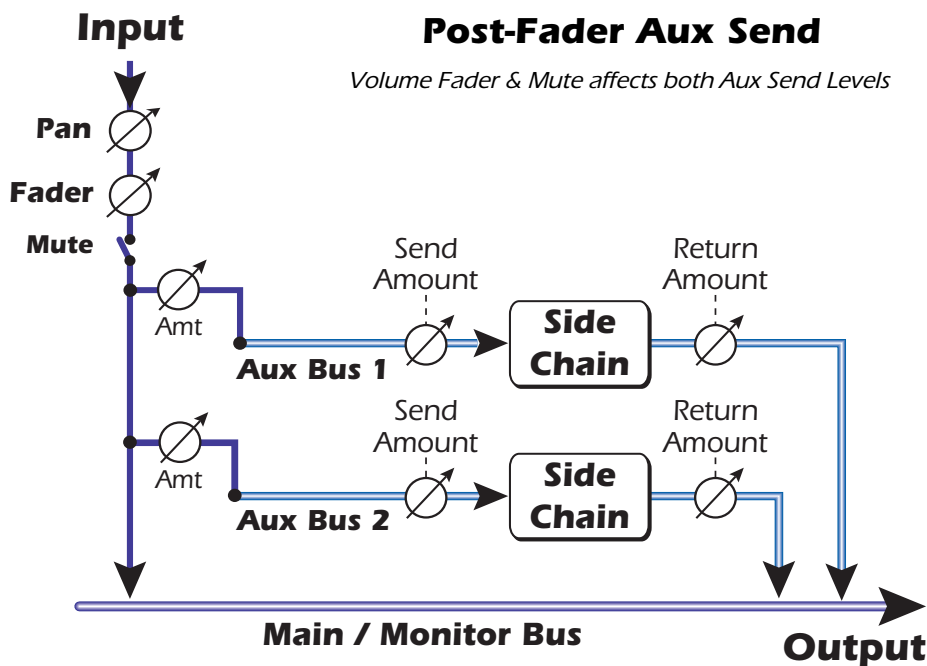 Input
Post-Fader Aux Send
Volume Fader & Mute affects both Aux Send Levels
Pan
Fader
Mute
Amt
Send
Amount
Side
Chain
Return
Amount
Aux Bus 1
Amt
Send
Amount
Side
Chain
Return
Amount
Aux Bus 2
Main / Monitor Bus
Output